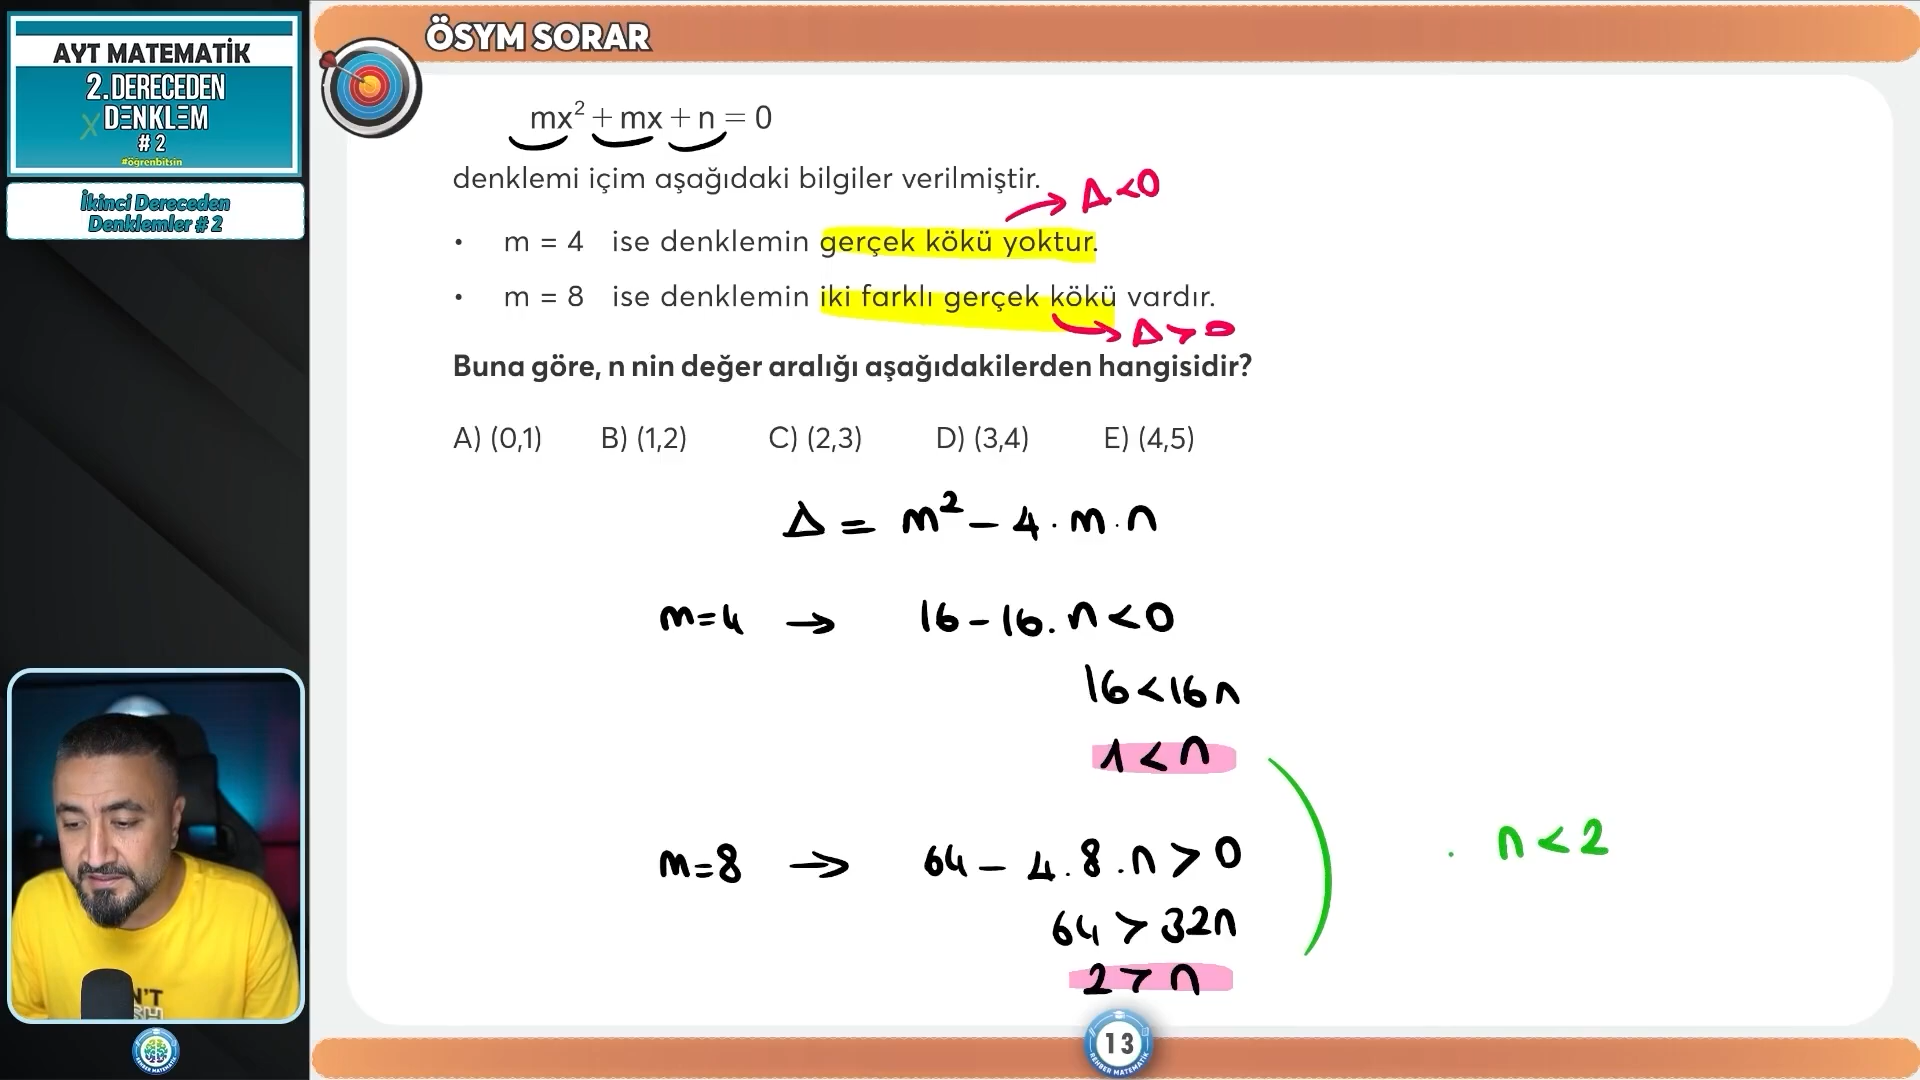 AYT MATEMATİK
2.DERECEDEN
DENKLEM
# 2
#öğrenbitsin
İkinci Dereceden
Denklemler # 2
ÖSYM SORAR
mx² + mx + n = 0
denklemi içim aşağıdaki bilgiler verilmiştir.
Δ < 0
• m = 4 ise denklemin gerçek kökü yoktur.
• m = 8 ise denklemin iki farklı gerçek kökü vardır.
Δ > 0
Buna göre, n nin değer aralığı aşağıdakilerden hangisidir?
A) (0,1) B) (1,2) C) (2,3) D) (3,4) E) (4,5)
Δ = m² - 4 · m · n
m=4 → 16 - 16. n < 0
16 < 16n
1 < n
m=8 → 64 - 4.8.n > 0
64 > 32n
2 > n
. n < 2
13
REHBER MATEMATİK